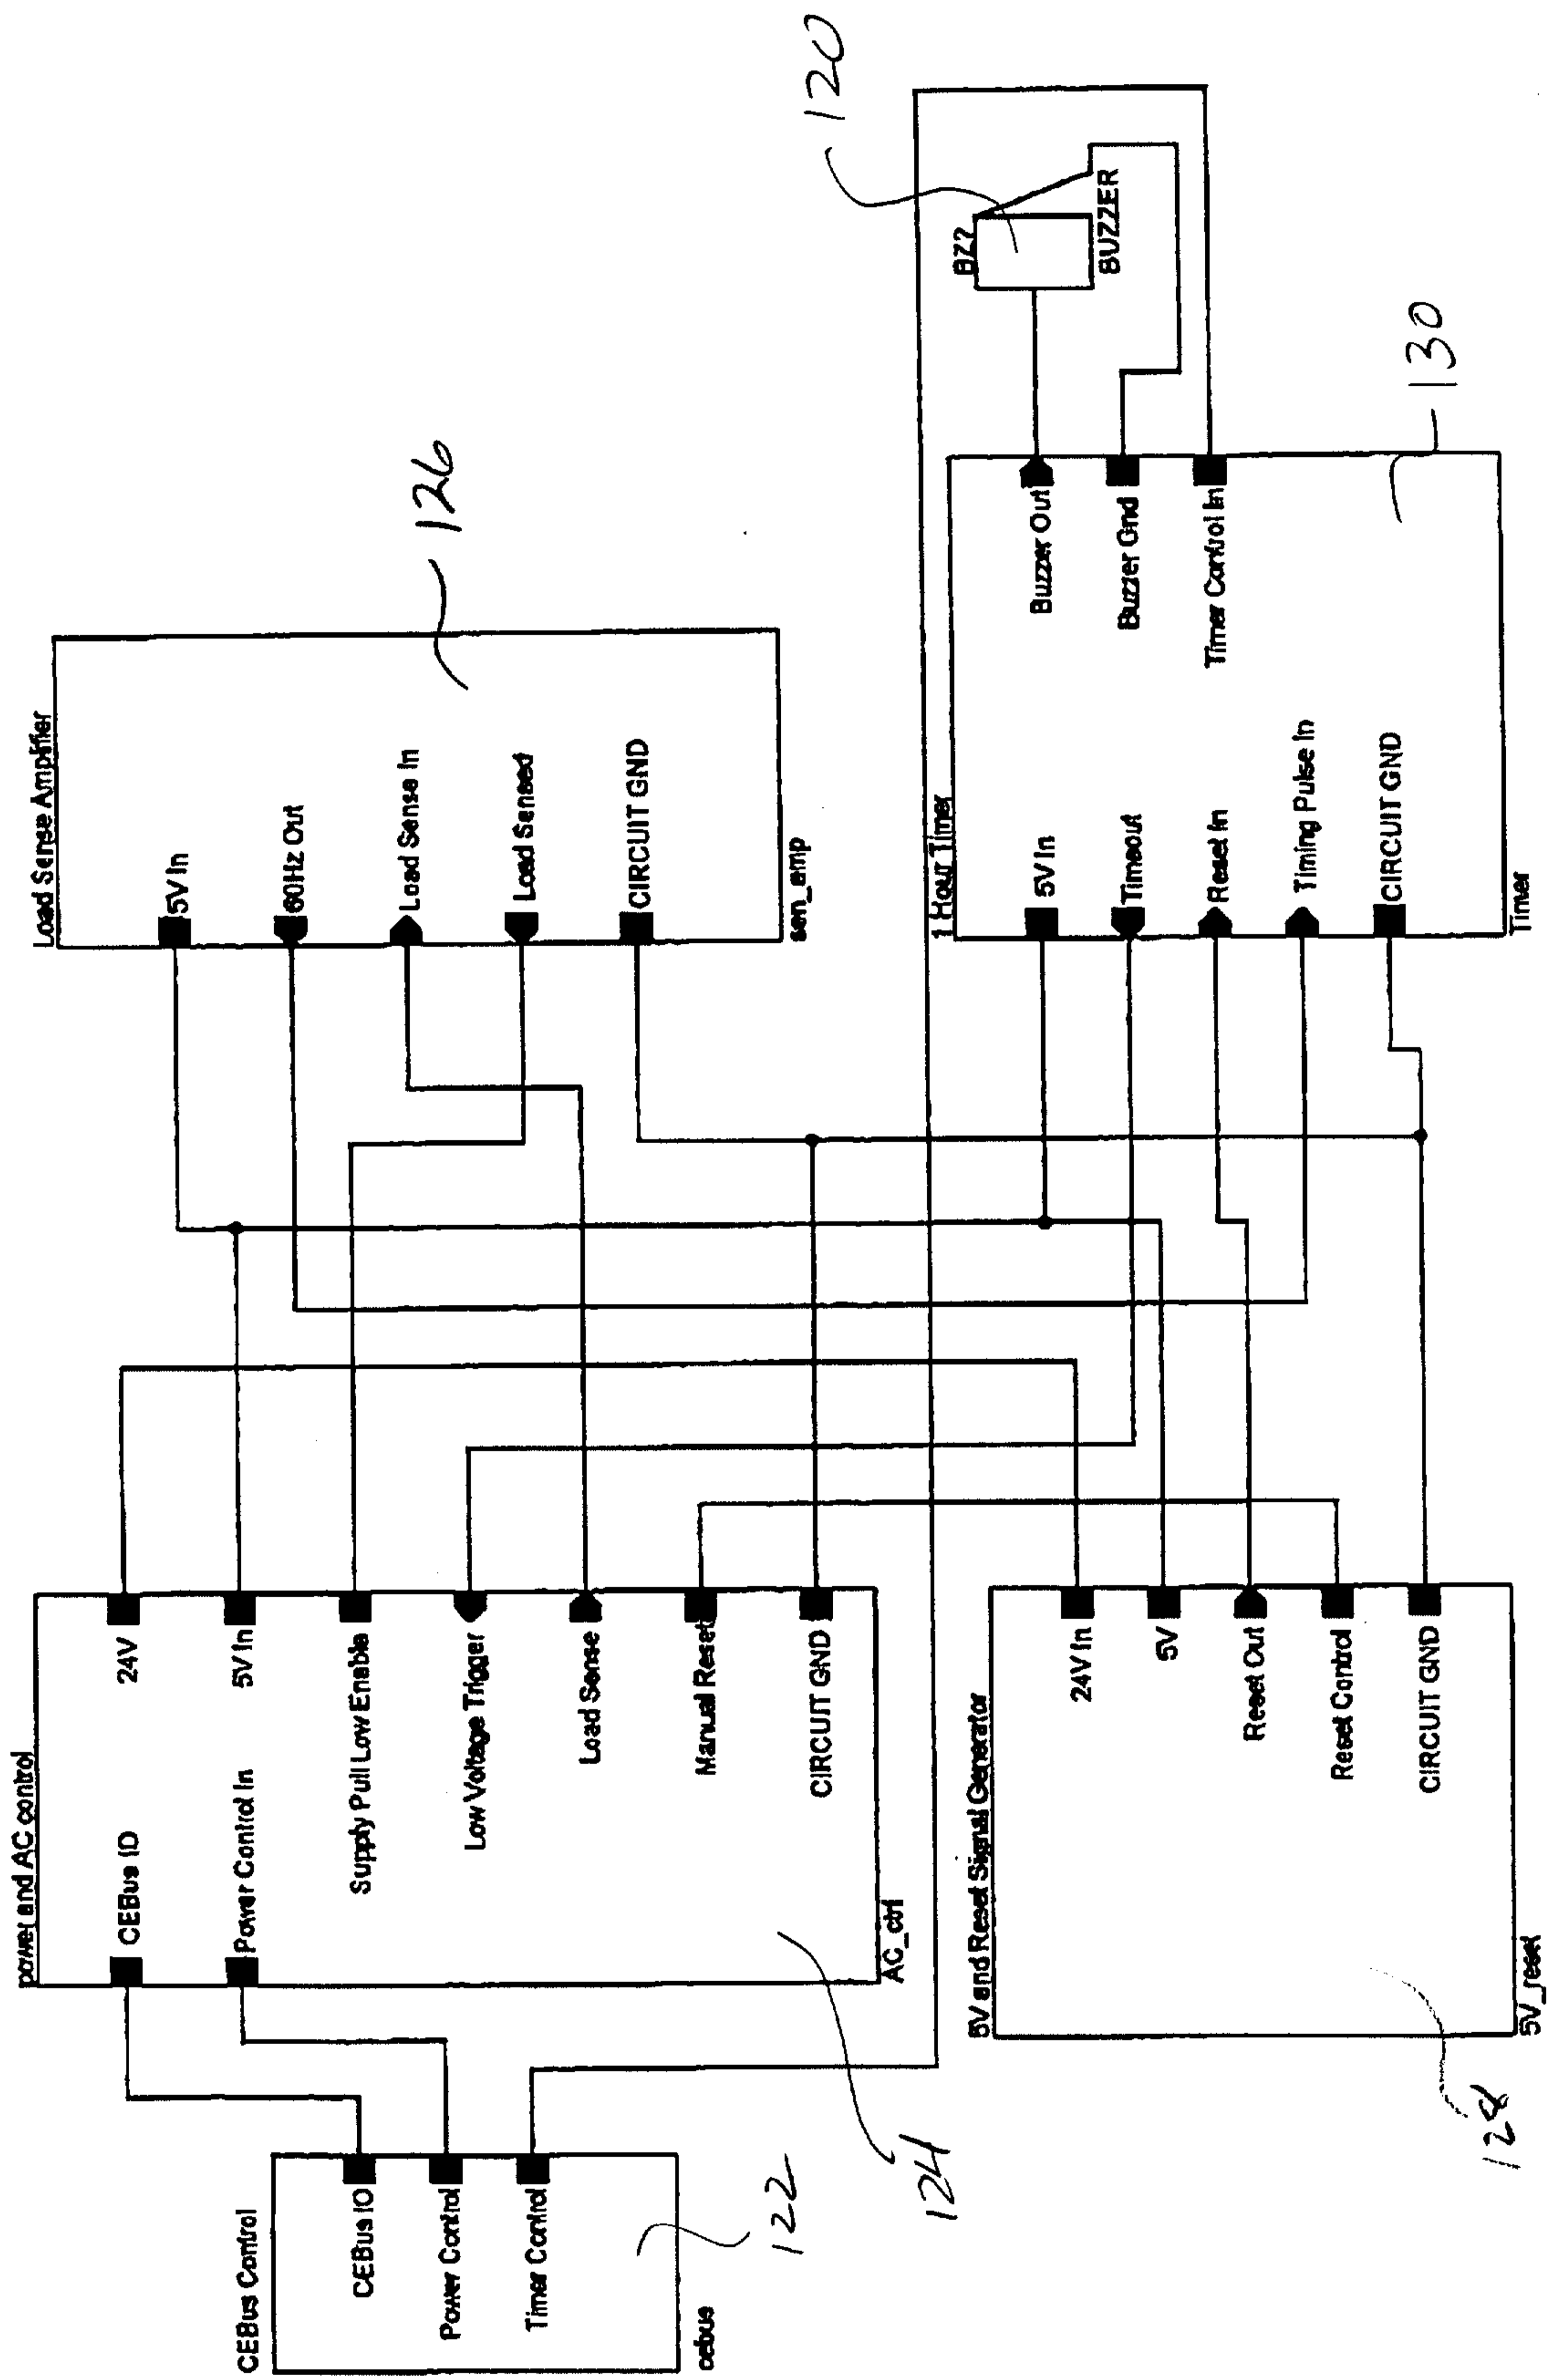 CEBus Control
CEBus IO
Power Control
Timer Control
cebus
122
power and AC control
CEBus ID
Power Control In
24V
5V In
Supply Pull Low Enable
Low Voltage Trigger
Load Sense
Manual Reset
CIRCUIT GND
AC_ctrl
124
Load Sense Amplifier
5V In
60Hz Out
Load Sense In
Load Sensed
CIRCUIT GND
sen_amp
126
5V and Reset Signal Generator
24V In
5V
Reset Out
Reset Control
CIRCUIT GND
5V_reset
128
1 Hour Timer
5V In
Timeout
Reset In
Timing Pulse In
CIRCUIT GND
Buzzer Out
Buzzer Gnd
Timer Control In
Timer
130
BZ?
BUZZER
120